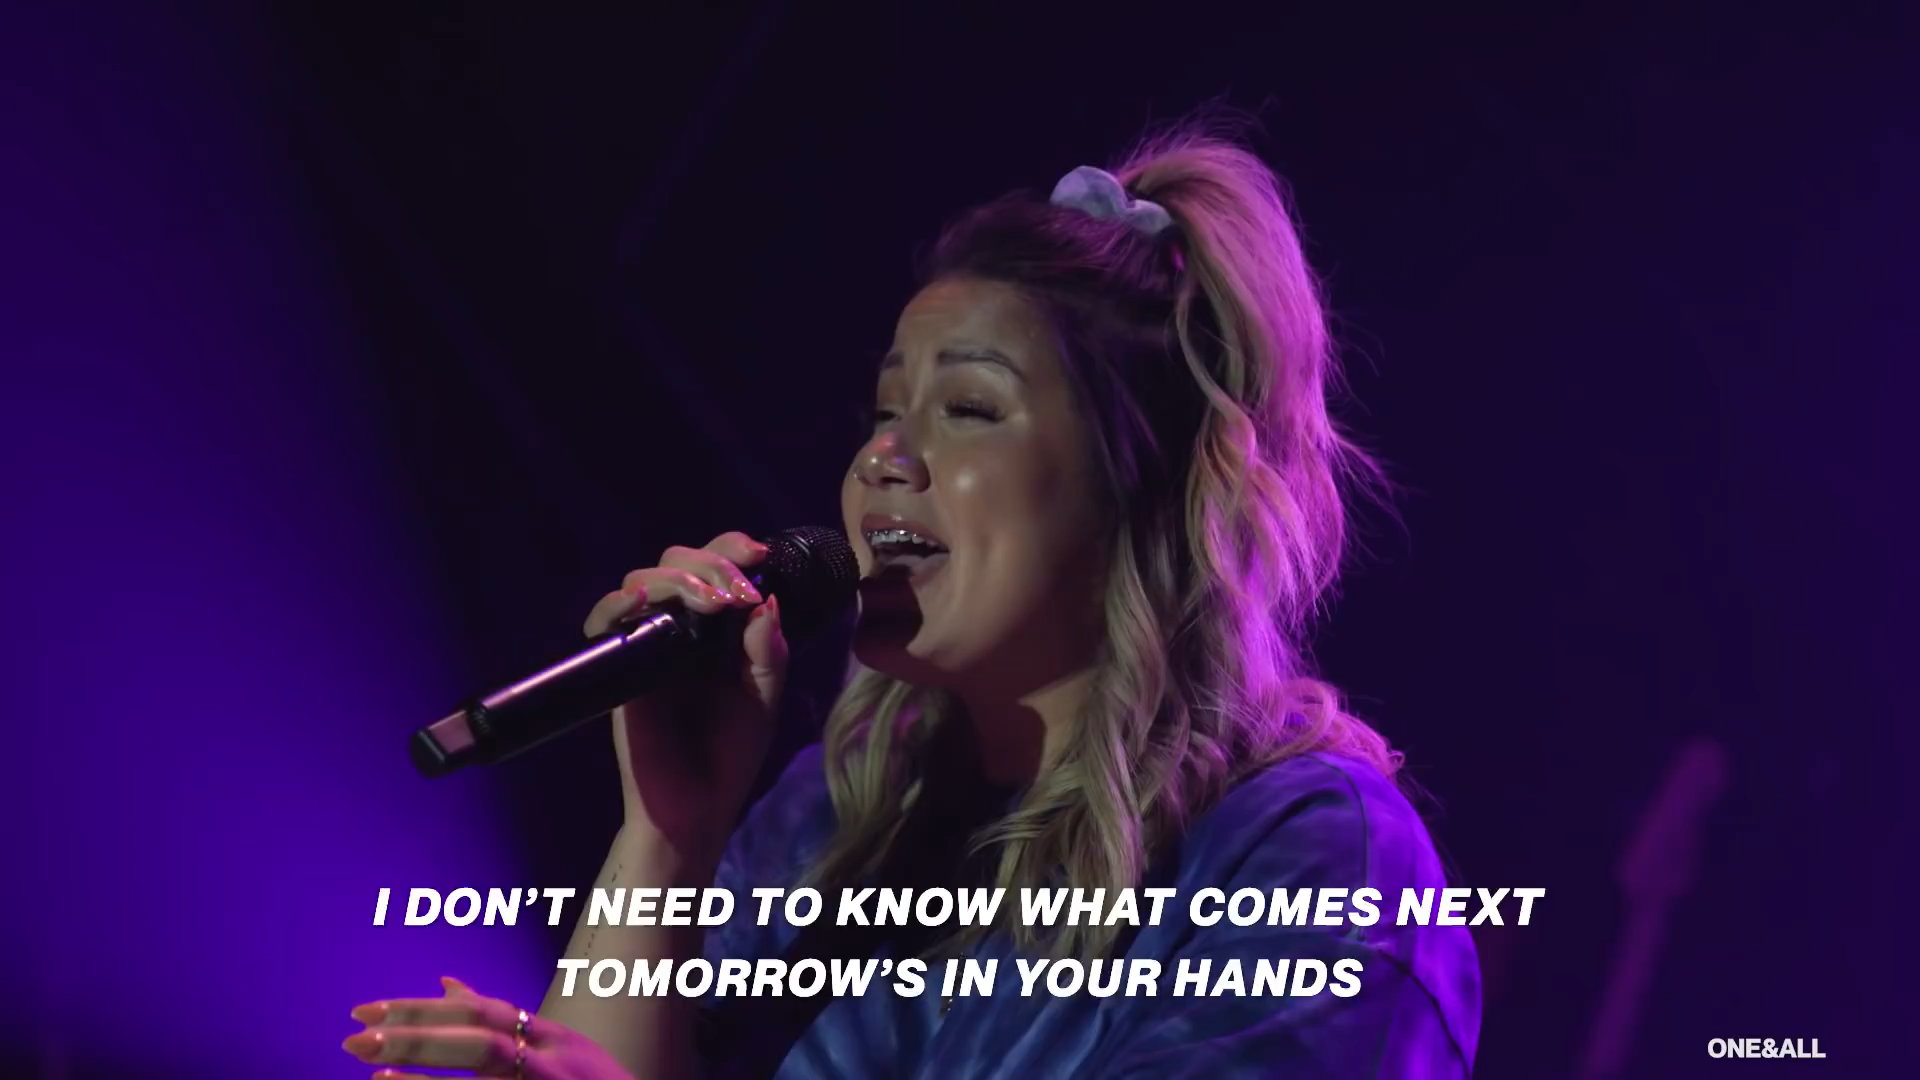 I DON'T NEED TO KNOW WHAT COMES NEXT
TOMORROW'S IN YOUR HANDS
ONE&ALL